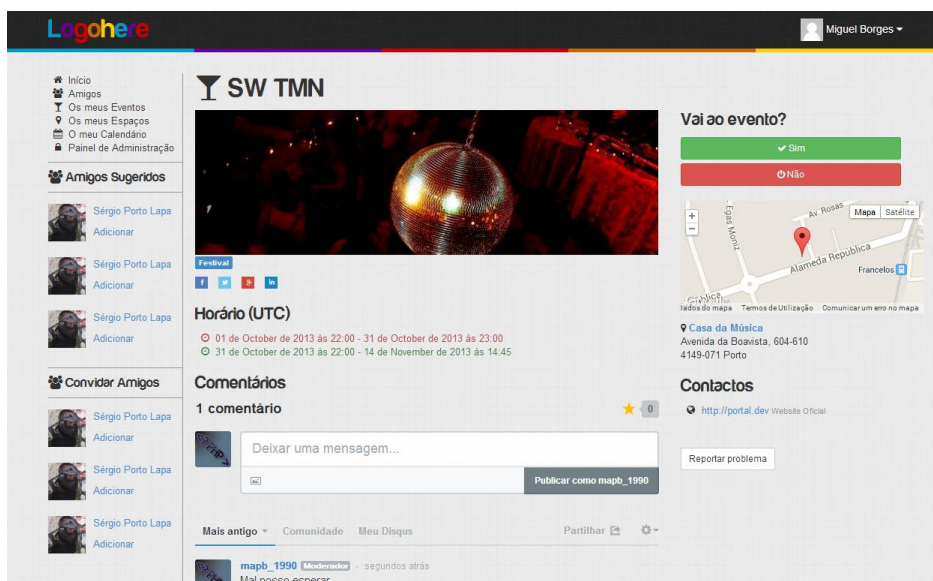 Logohere
Miguel Borges
Início
Amigos
Os meus Eventos
Os meus Espaços
O meu Calendário
Painel de Administração
Amigos Sugeridos
Sérgio Porto Lapa
Adicionar
Sérgio Porto Lapa
Adicionar
Sérgio Porto Lapa
Adicionar
Convidar Amigos
Sérgio Porto Lapa
Adicionar
Sérgio Porto Lapa
Adicionar
Sérgio Porto Lapa
Adicionar
SW TMN
Festival
Horário (UTC)
01 de October de 2013 às 22:00 - 31 de October de 2013 às 23:00
31 de October de 2013 às 22:00 - 14 de November de 2013 às 14:45
Comentários
1 comentário
0
Deixar uma mensagem...
Publicar como mapb_1990
Mais antigo Comunidade Meu Disqus Partilhar
mapb_1990 Moderador - segundos atrás
Mal posso esperar
Vai ao evento?
Sim
Não
Egas Moniz
Av. Rosas
Mapa Satélite
Alameda República
Francelos
dados do mapa Termos de Utilização Comunicar um erro no mapa
Casa da Música
Avenida da Boavista, 604-610
4149-071 Porto
Contactos
http://portal.dev Website Oficial
Reportar problema